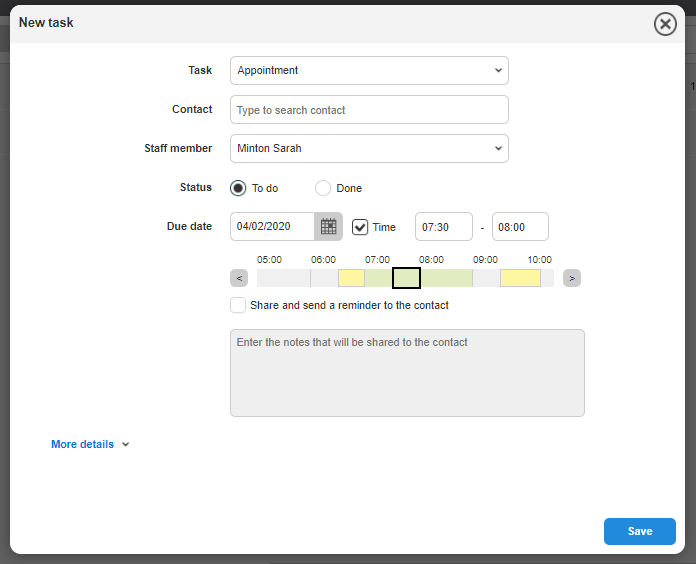 New task
Task
Appointment
Contact
Type to search contact
Staff member
Minton Sarah
Status
To do
Done
Due date
04/02/2020
Time
07:30 - 08:00
05:00 06:00 07:00 08:00 09:00 10:00
< >
Share and send a reminder to the contact
Enter the notes that will be shared to the contact
More details
Save